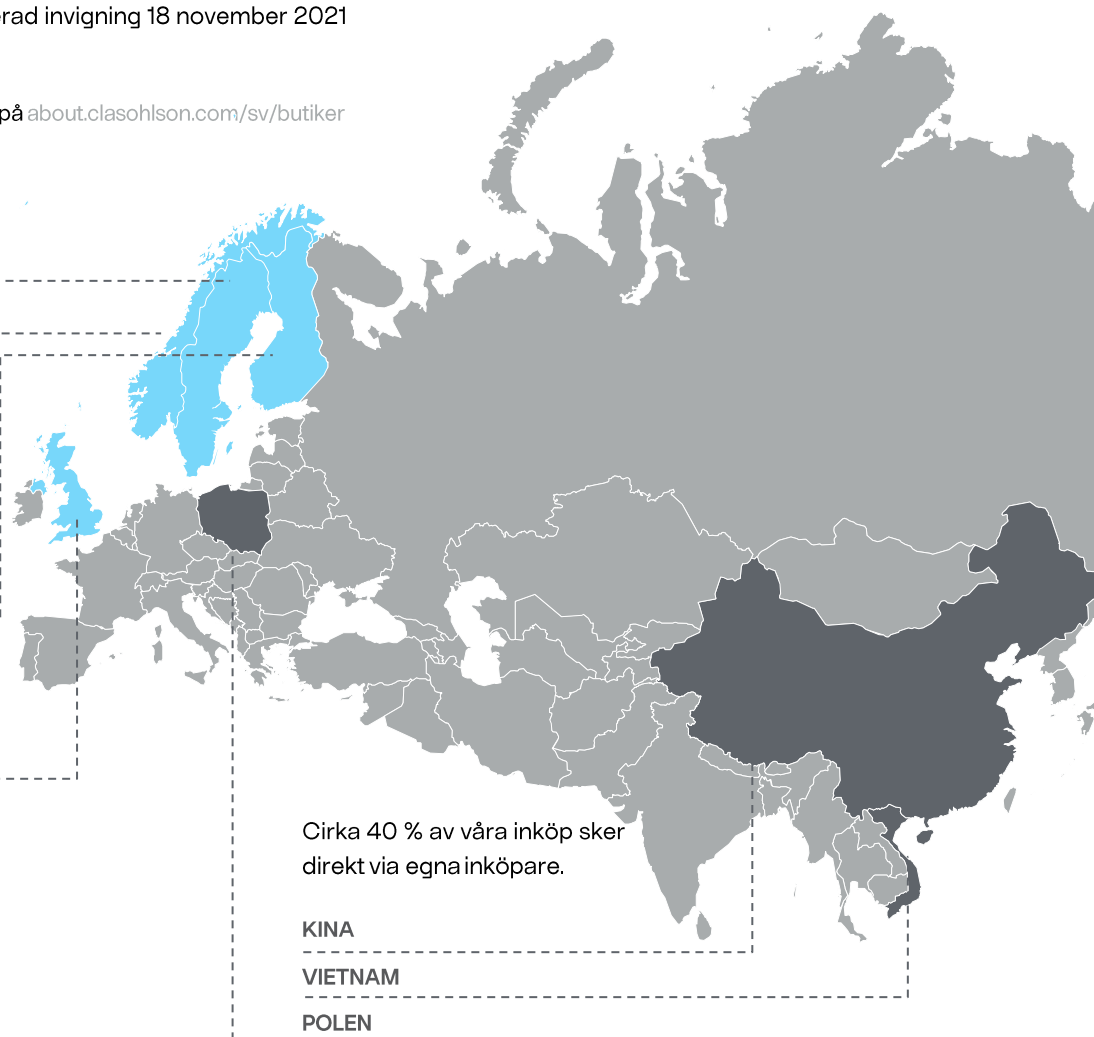 rad invigning 18 november 2021
på about.clasohlson.com/sv/butiker
Cirka 40 % av våra inköp sker
direkt via egna inköpare.
KINA
VIETNAM
POLEN